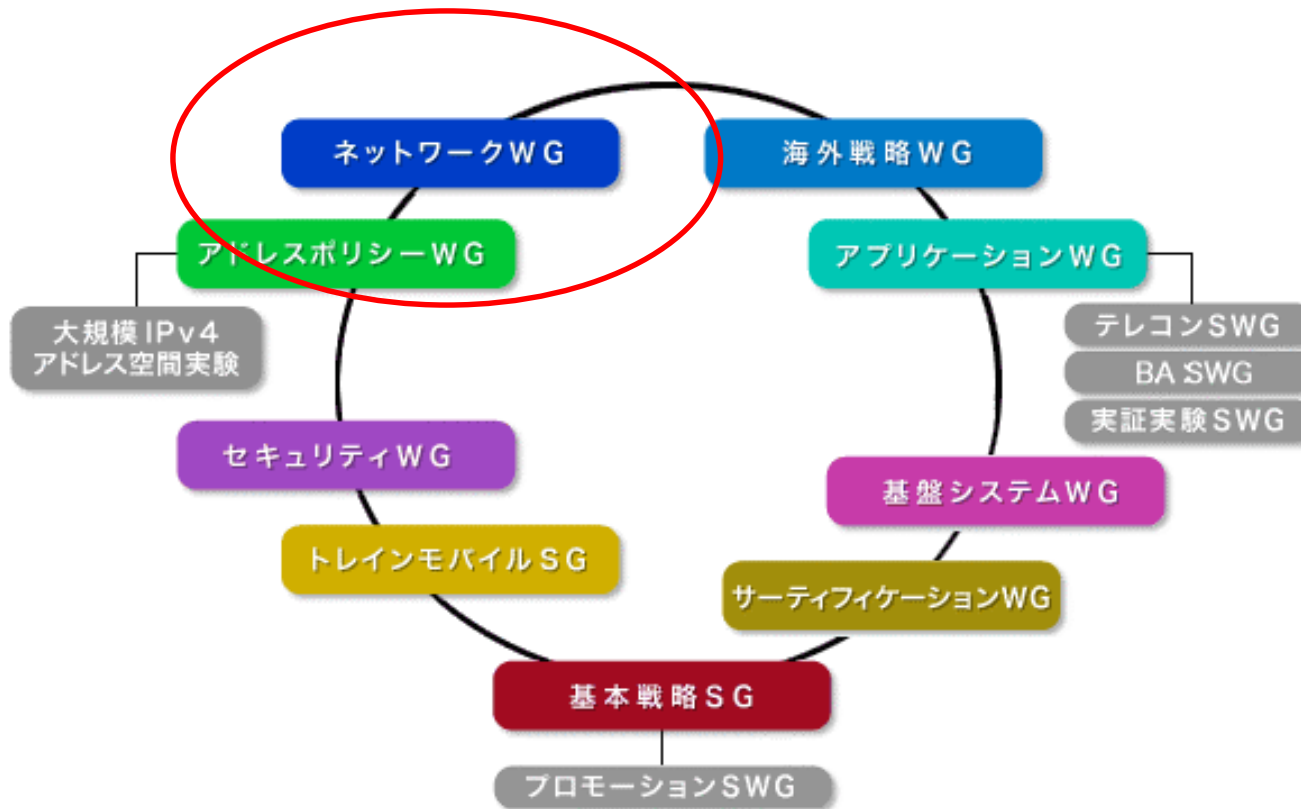 ネットワークWG
海外戦略WG
アドレスポリシーWG
アプリケーションWG
大規模IPv4
アドレス空間実験
テレコンSWG
BA SWG
実証実験SWG
セキュリティWG
基盤システムWG
トレインモバイルSG
サーティフィケーションWG
基本戦略SG
プロモーションSWG